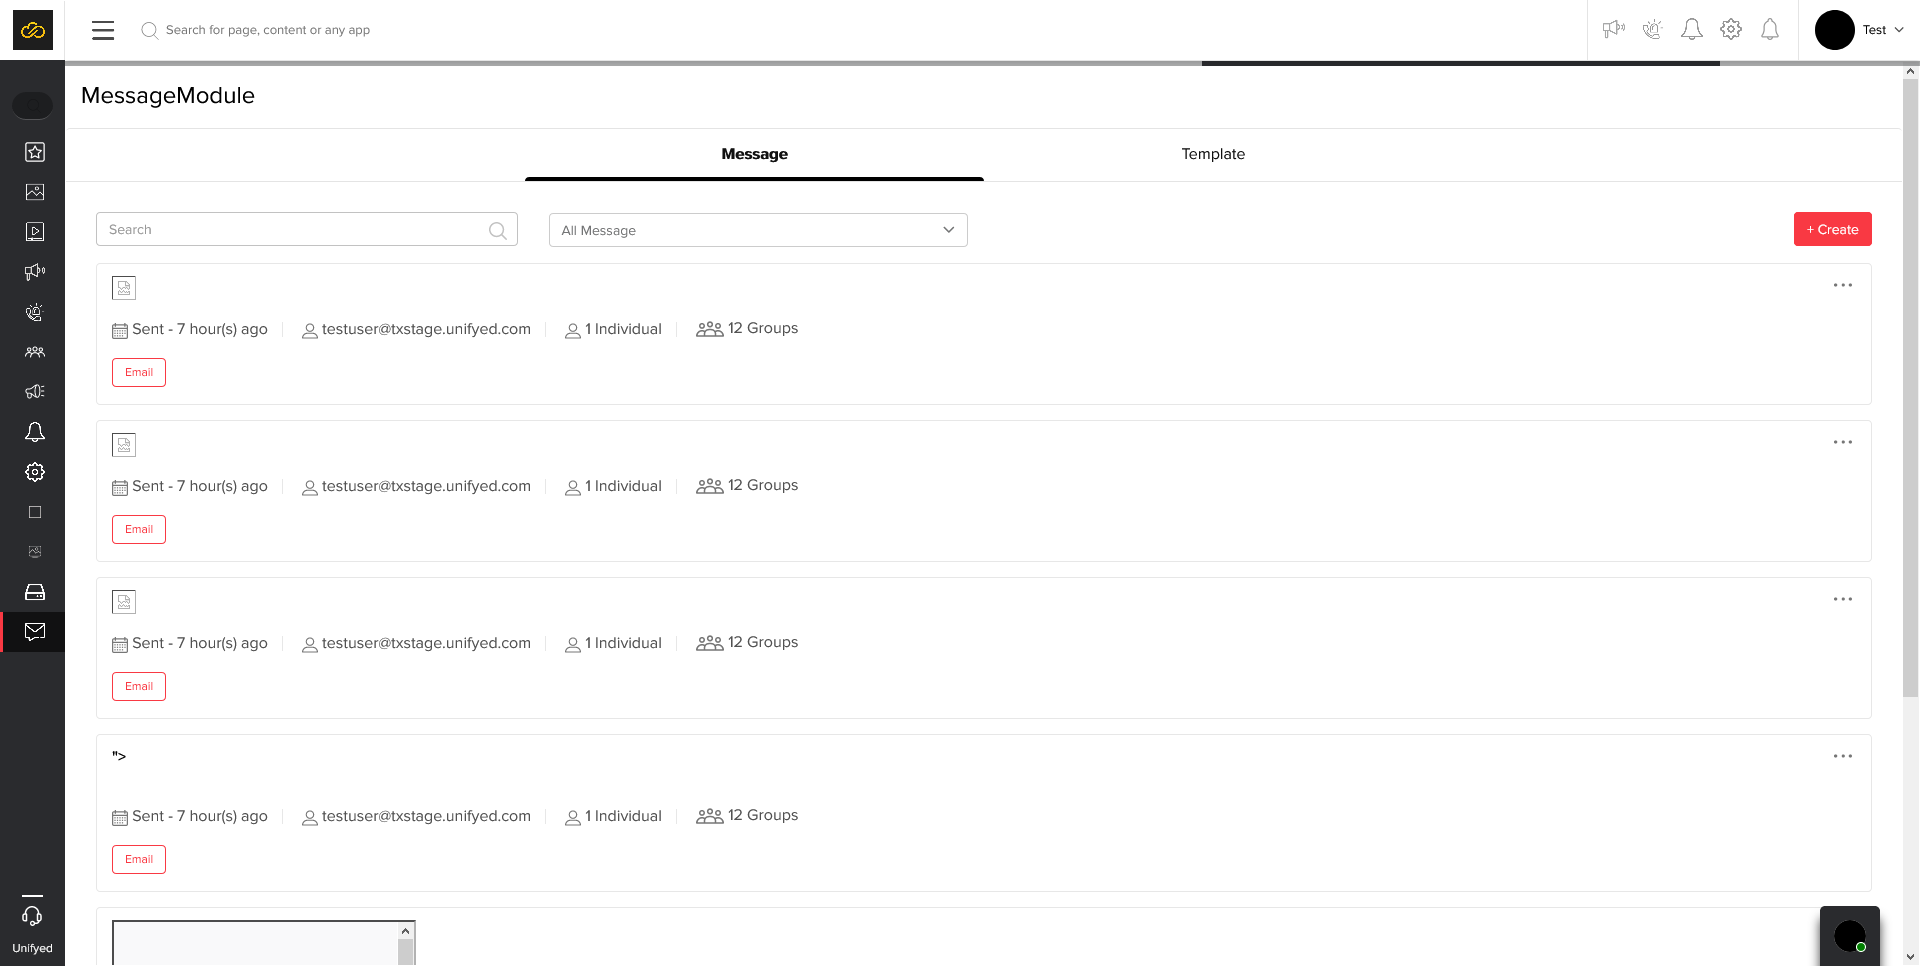 Search for page, content or any app
Test
MessageModule
Message
Template
Search
All Message
+ Create
Sent - 7 hour(s) ago
testuser@txstage.unifyed.com
1 Individual
12 Groups
Email
Sent - 7 hour(s) ago
testuser@txstage.unifyed.com
1 Individual
12 Groups
Email
Sent - 7 hour(s) ago
testuser@txstage.unifyed.com
1 Individual
12 Groups
Email
">
Sent - 7 hour(s) ago
testuser@txstage.unifyed.com
1 Individual
12 Groups
Email
Unifyed